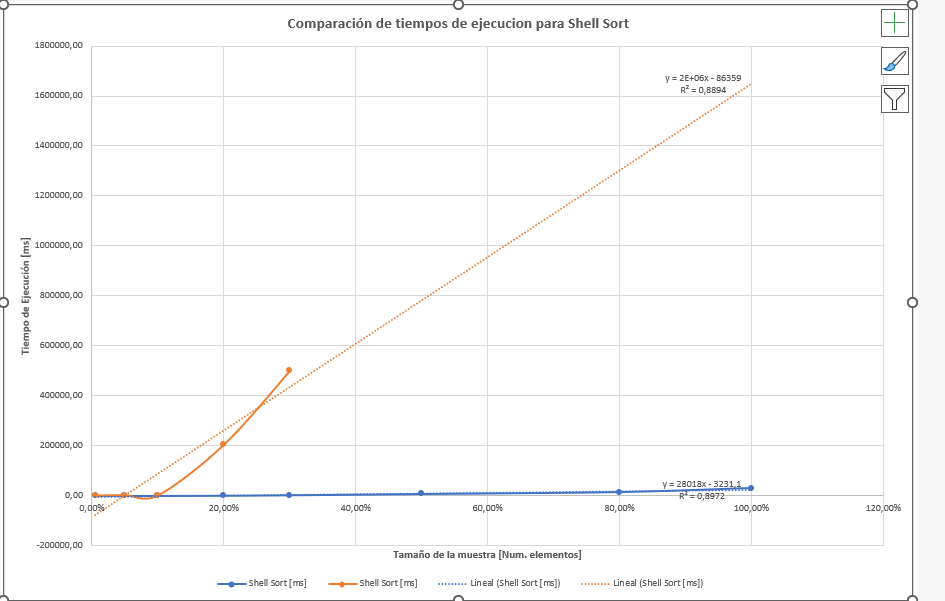 Comparación de tiempos de ejecucion para Shell Sort
1800000,00
1600000,00
1400000,00
1200000,00
1000000,00
800000,00
600000,00
400000,00
200000,00
0,00
-200000,00
Tiempo de Ejecución [ms]
y = 2E+06x - 86359
R² = 0,8894
y = 28018x - 3231,1
R² = 0,8972
0,00% 20,00% 40,00% 60,00% 80,00% 100,00% 120,00%
Tamaño de la muestra [Num. elementos]
Shell Sort [ms] Shell Sort [ms] Lineal (Shell Sort [ms]) Lineal (Shell Sort [ms])